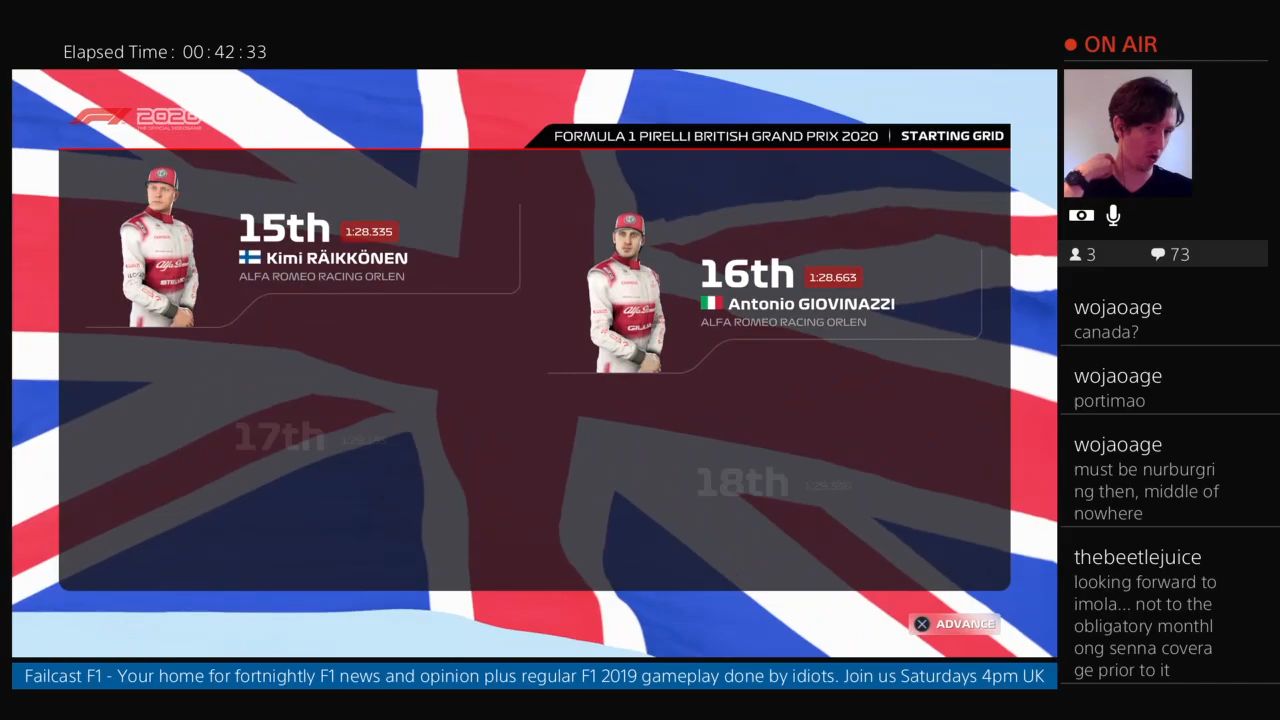 Elapsed Time: 00:42:33
ON AIR
F1 2020
THE OFFICIAL VIDEOGAME
FORMULA 1 PIRELLI BRITISH GRAND PRIX 2020 | STARTING GRID
15th 1:28.335
Kimi RÄIKKÖNEN
ALFA ROMEO RACING ORLEN
16th 1:28.663
Antonio GIOVINAZZI
ALFA ROMEO RACING ORLEN
17th
18th
ADVANCE
3 73
wojaoage
canada?
wojaoage
portimao
wojaoage
must be nurburgri
ng then, middle of
nowhere
thebeetlejuice
looking forward to
imola... not to the
obligatory monthl
ong senna covera
ge prior to it
Failcast F1 - Your home for fortnightly F1 news and opinion plus regular F1 2019 gameplay done by idiots. Join us Saturdays 4pm UK